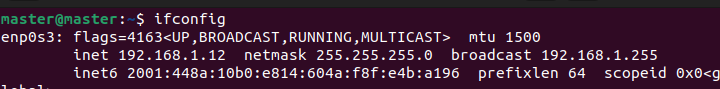 master@master:~$ ifconfig
enp0s3: flags=4163<UP,BROADCAST,RUNNING,MULTICAST>  mtu 1500
        inet 192.168.1.12  netmask 255.255.255.0  broadcast 192.168.1.255
        inet6 2001:448a:10b0:e814:604a:f8f:e4b:a196  prefixlen 64  scopeid 0x0<g
lobal>